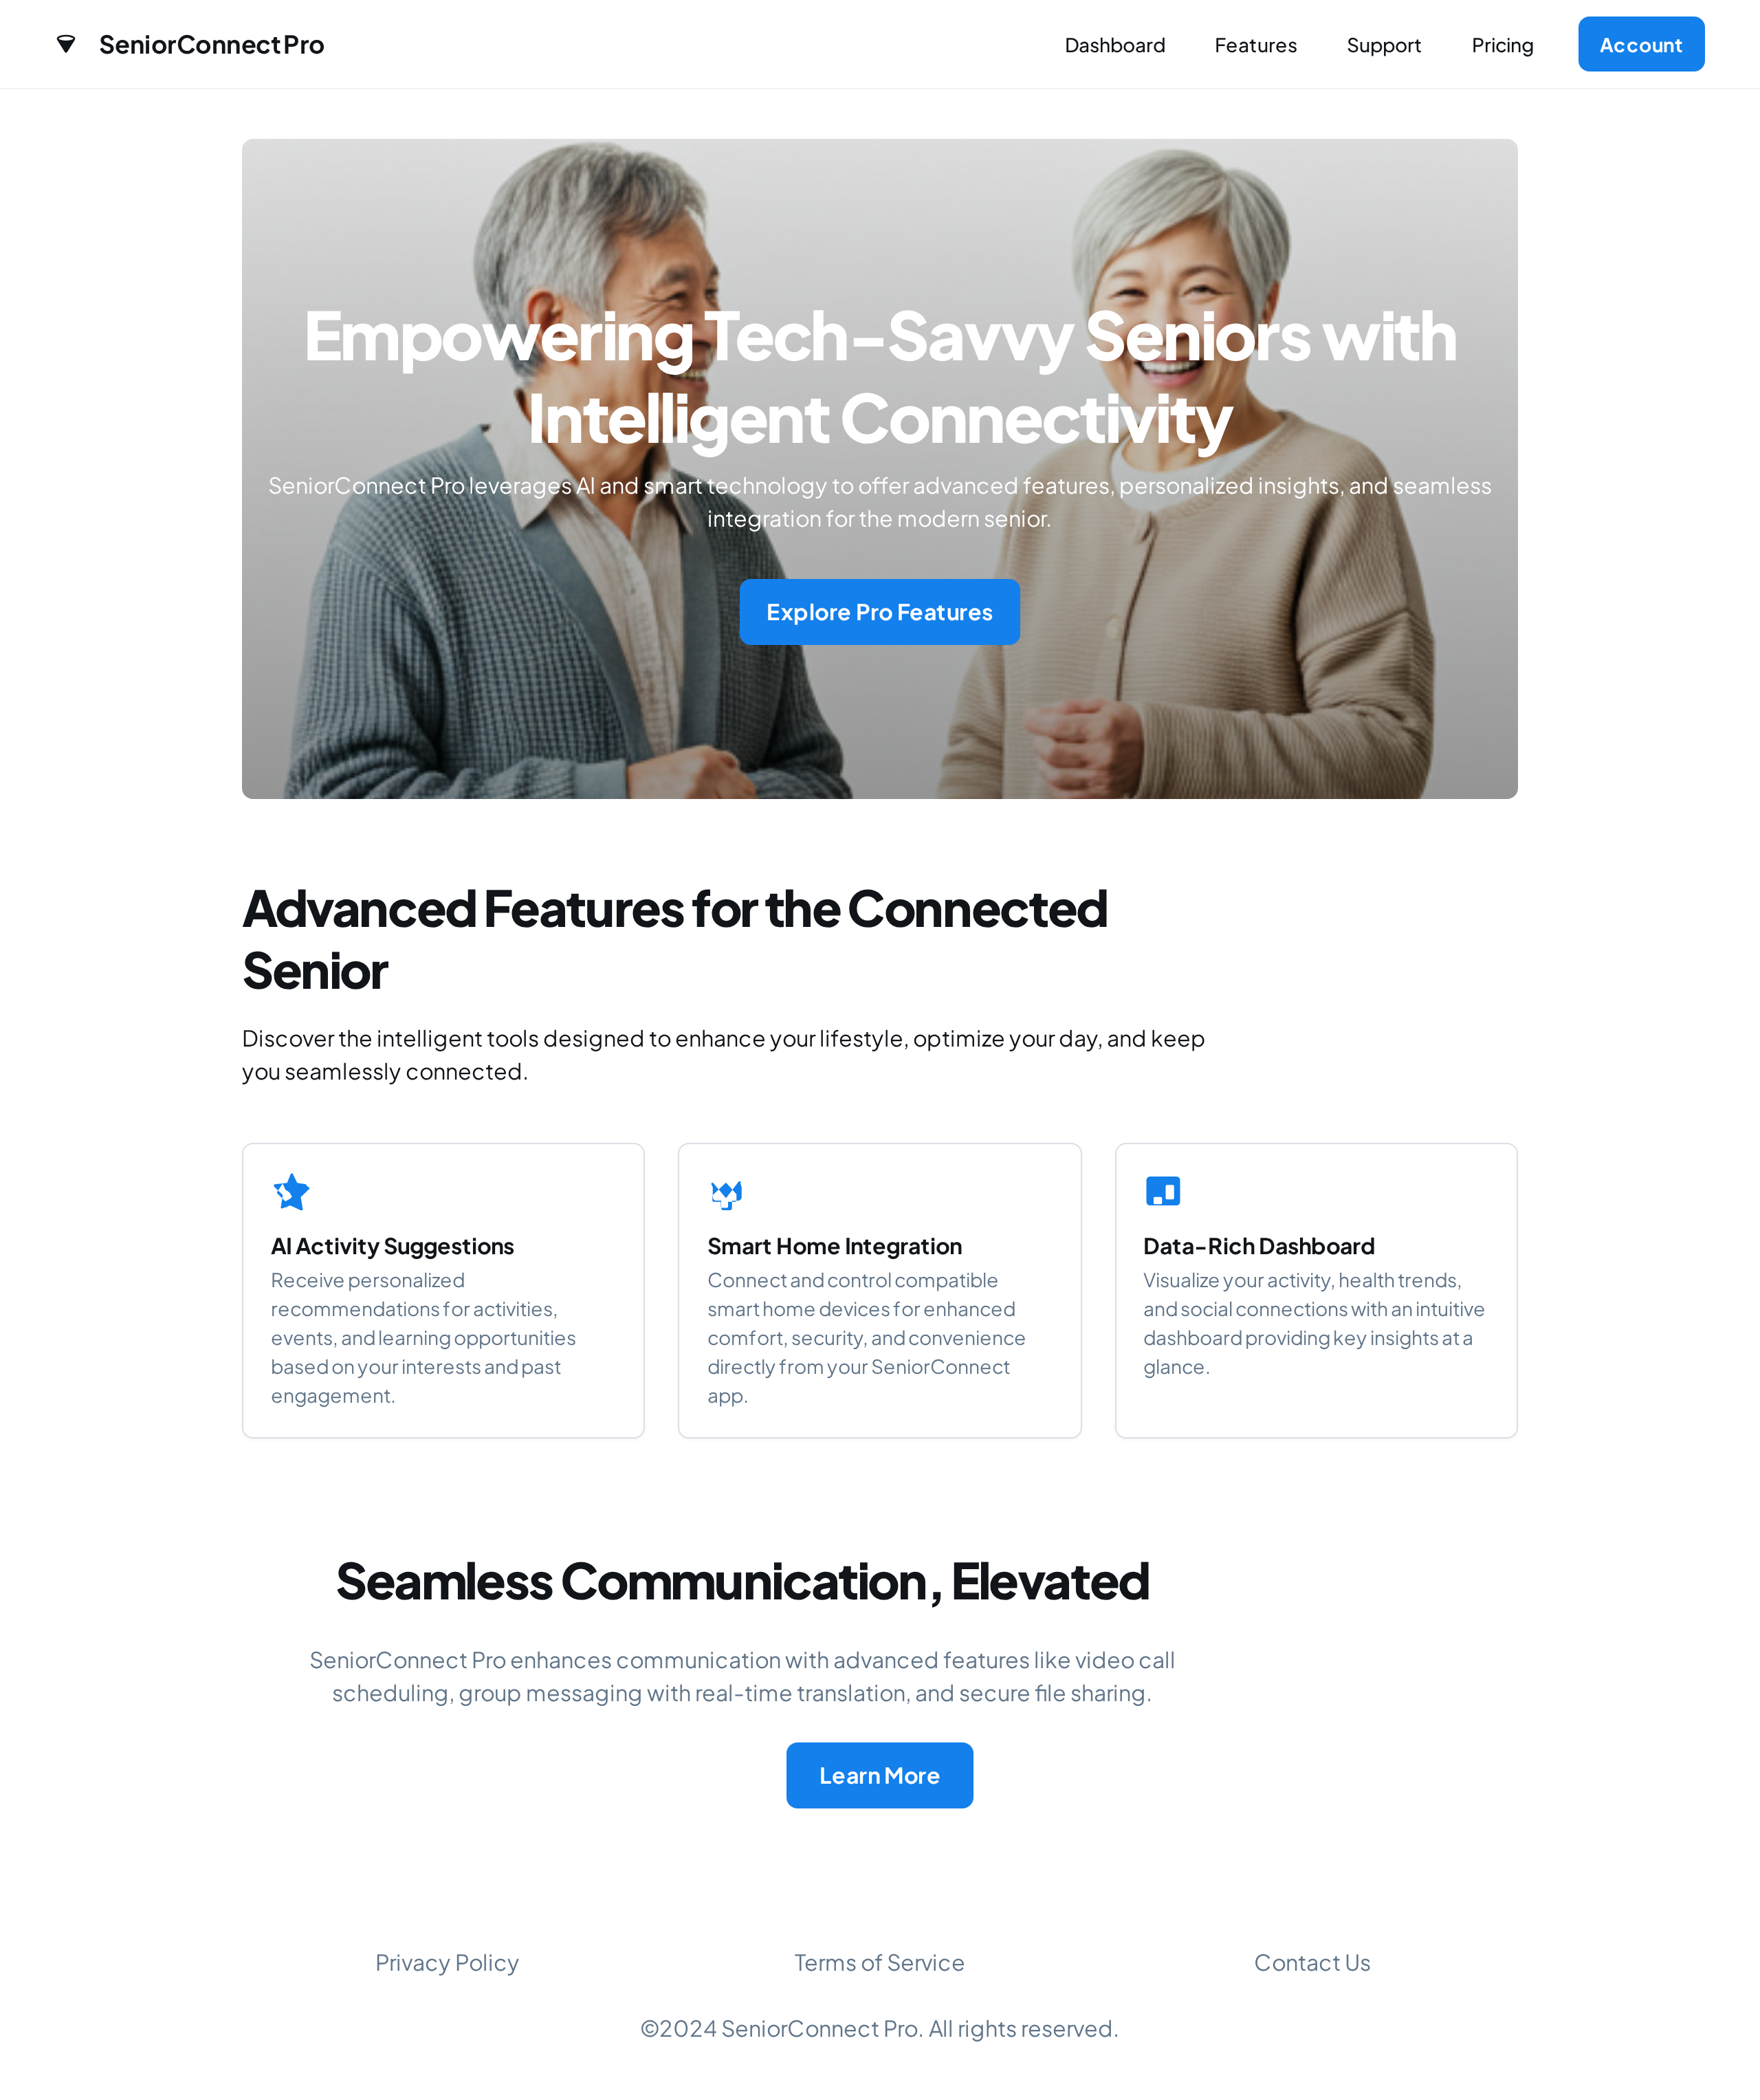 SeniorConnect Pro
Dashboard
Features
Support
Pricing
Account
Empowering Tech-Savvy Seniors with
Intelligent Connectivity
SeniorConnect Pro leverages AI and smart technology to offer advanced features, personalized insights, and seamless
integration for the modern senior.
Explore Pro Features
Advanced Features for the Connected
Senior
Discover the intelligent tools designed to enhance your lifestyle, optimize your day, and keep
you seamlessly connected.
AI Activity Suggestions
Receive personalized
recommendations for activities,
events, and learning opportunities
based on your interests and past
engagement.
Smart Home Integration
Connect and control compatible
smart home devices for enhanced
comfort, security, and convenience
directly from your SeniorConnect
app.
Data-Rich Dashboard
Visualize your activity, health trends,
and social connections with an intuitive
dashboard providing key insights at a
glance.
Seamless Communication, Elevated
SeniorConnect Pro enhances communication with advanced features like video call
scheduling, group messaging with real-time translation, and secure file sharing.
Learn More
Privacy Policy
Terms of Service
Contact Us
©2024 SeniorConnect Pro. All rights reserved.